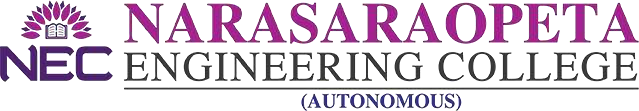 NEC
NARASARAOPETA
ENGINEERING COLLEGE
(AUTONOMOUS)